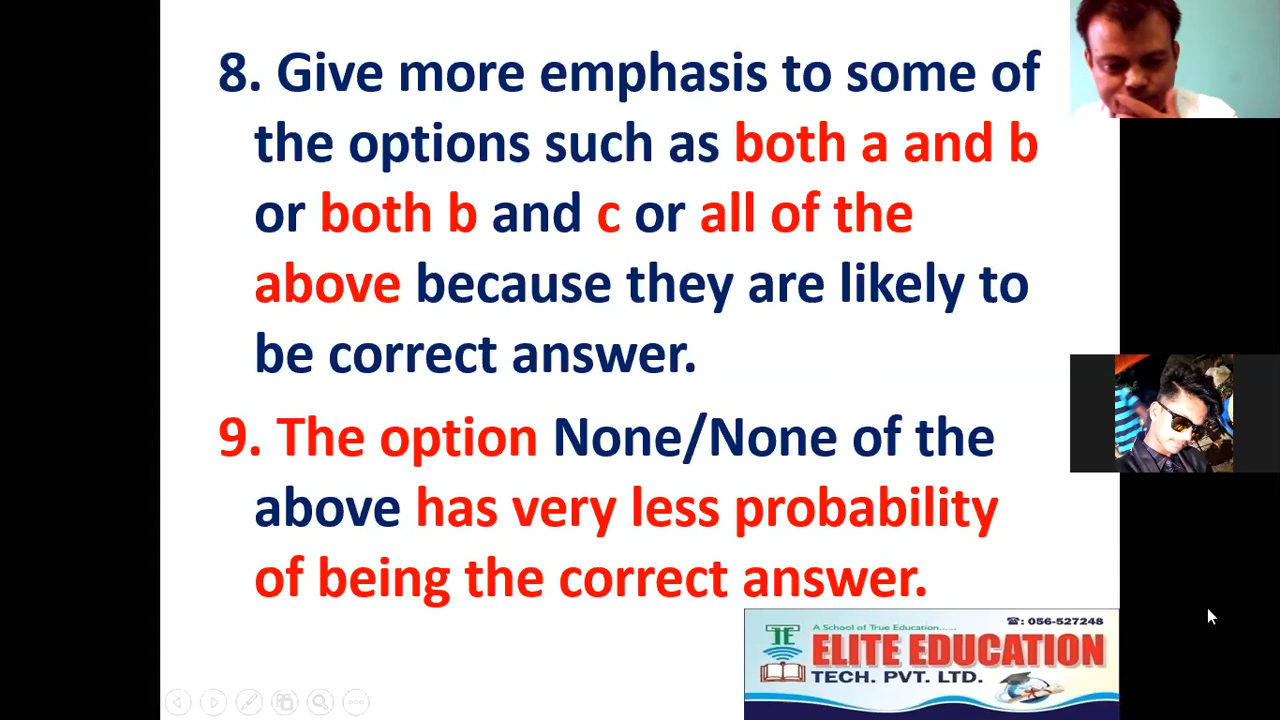 8. Give more emphasis to some of
the options such as both a and b
or both b and c or all of the
above because they are likely to
be correct answer.
9. The option None/None of the
above has very less probability
of being the correct answer.
A School of True Education......
☎: 056-527248
ELITE EDUCATION
TECH. PVT. LTD.